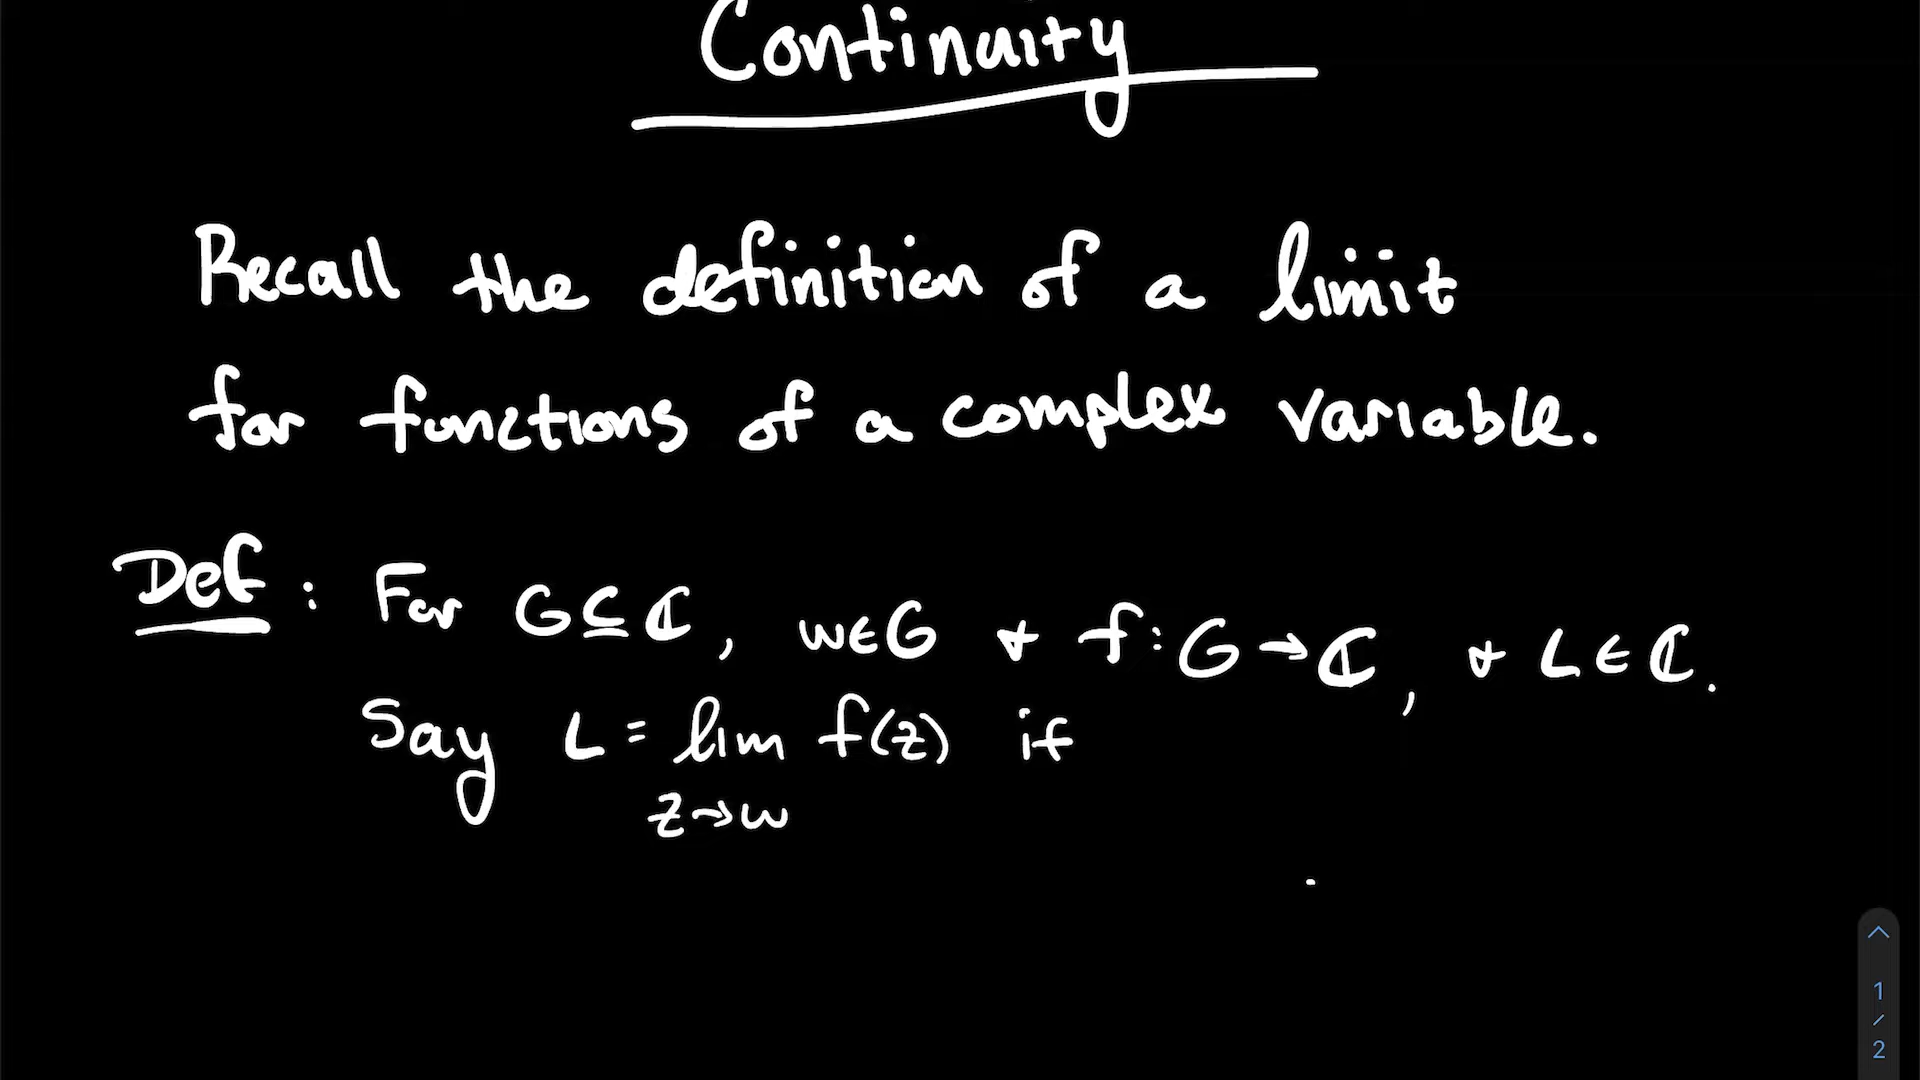 Continuity
Recall the definition of a limit
for functions of a complex variable.
Def: For G⊆ℂ, w∈G & f:G→ℂ, & L∈ℂ.
Say L = lim f(z) if
z→w
1
/
2